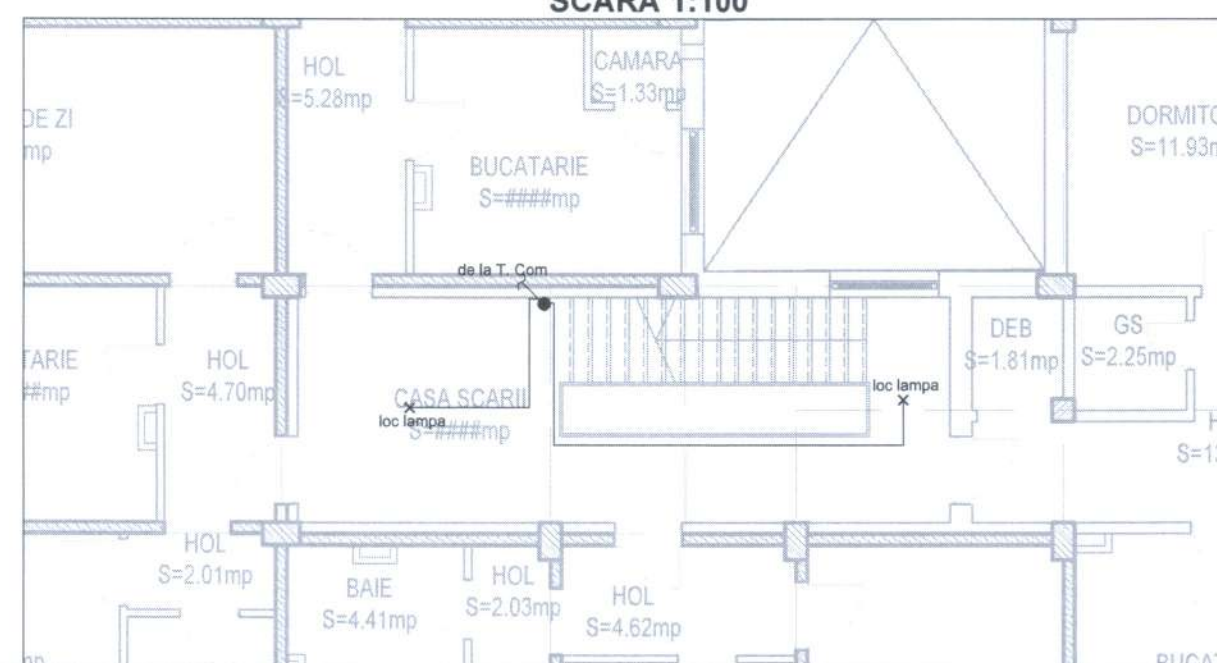 SCARA 1:100
HOL
S=5.28mp
CAMARA
S=1.33mp
DE ZI
mp
BUCATARIE
S=####mp
DORMITO
S=11.93m
de la T. Com
TARIE
##mp
HOL
S=4.70mp
CASA SCARII
S=####mp
loc lampa
loc lampa
DEB
S=1.81mp
GS
S=2.25mp
H
S=13
HOL
S=2.01mp
BAIE
S=4.41mp
HOL
S=2.03mp
HOL
S=4.62mp
mp
BUCAT